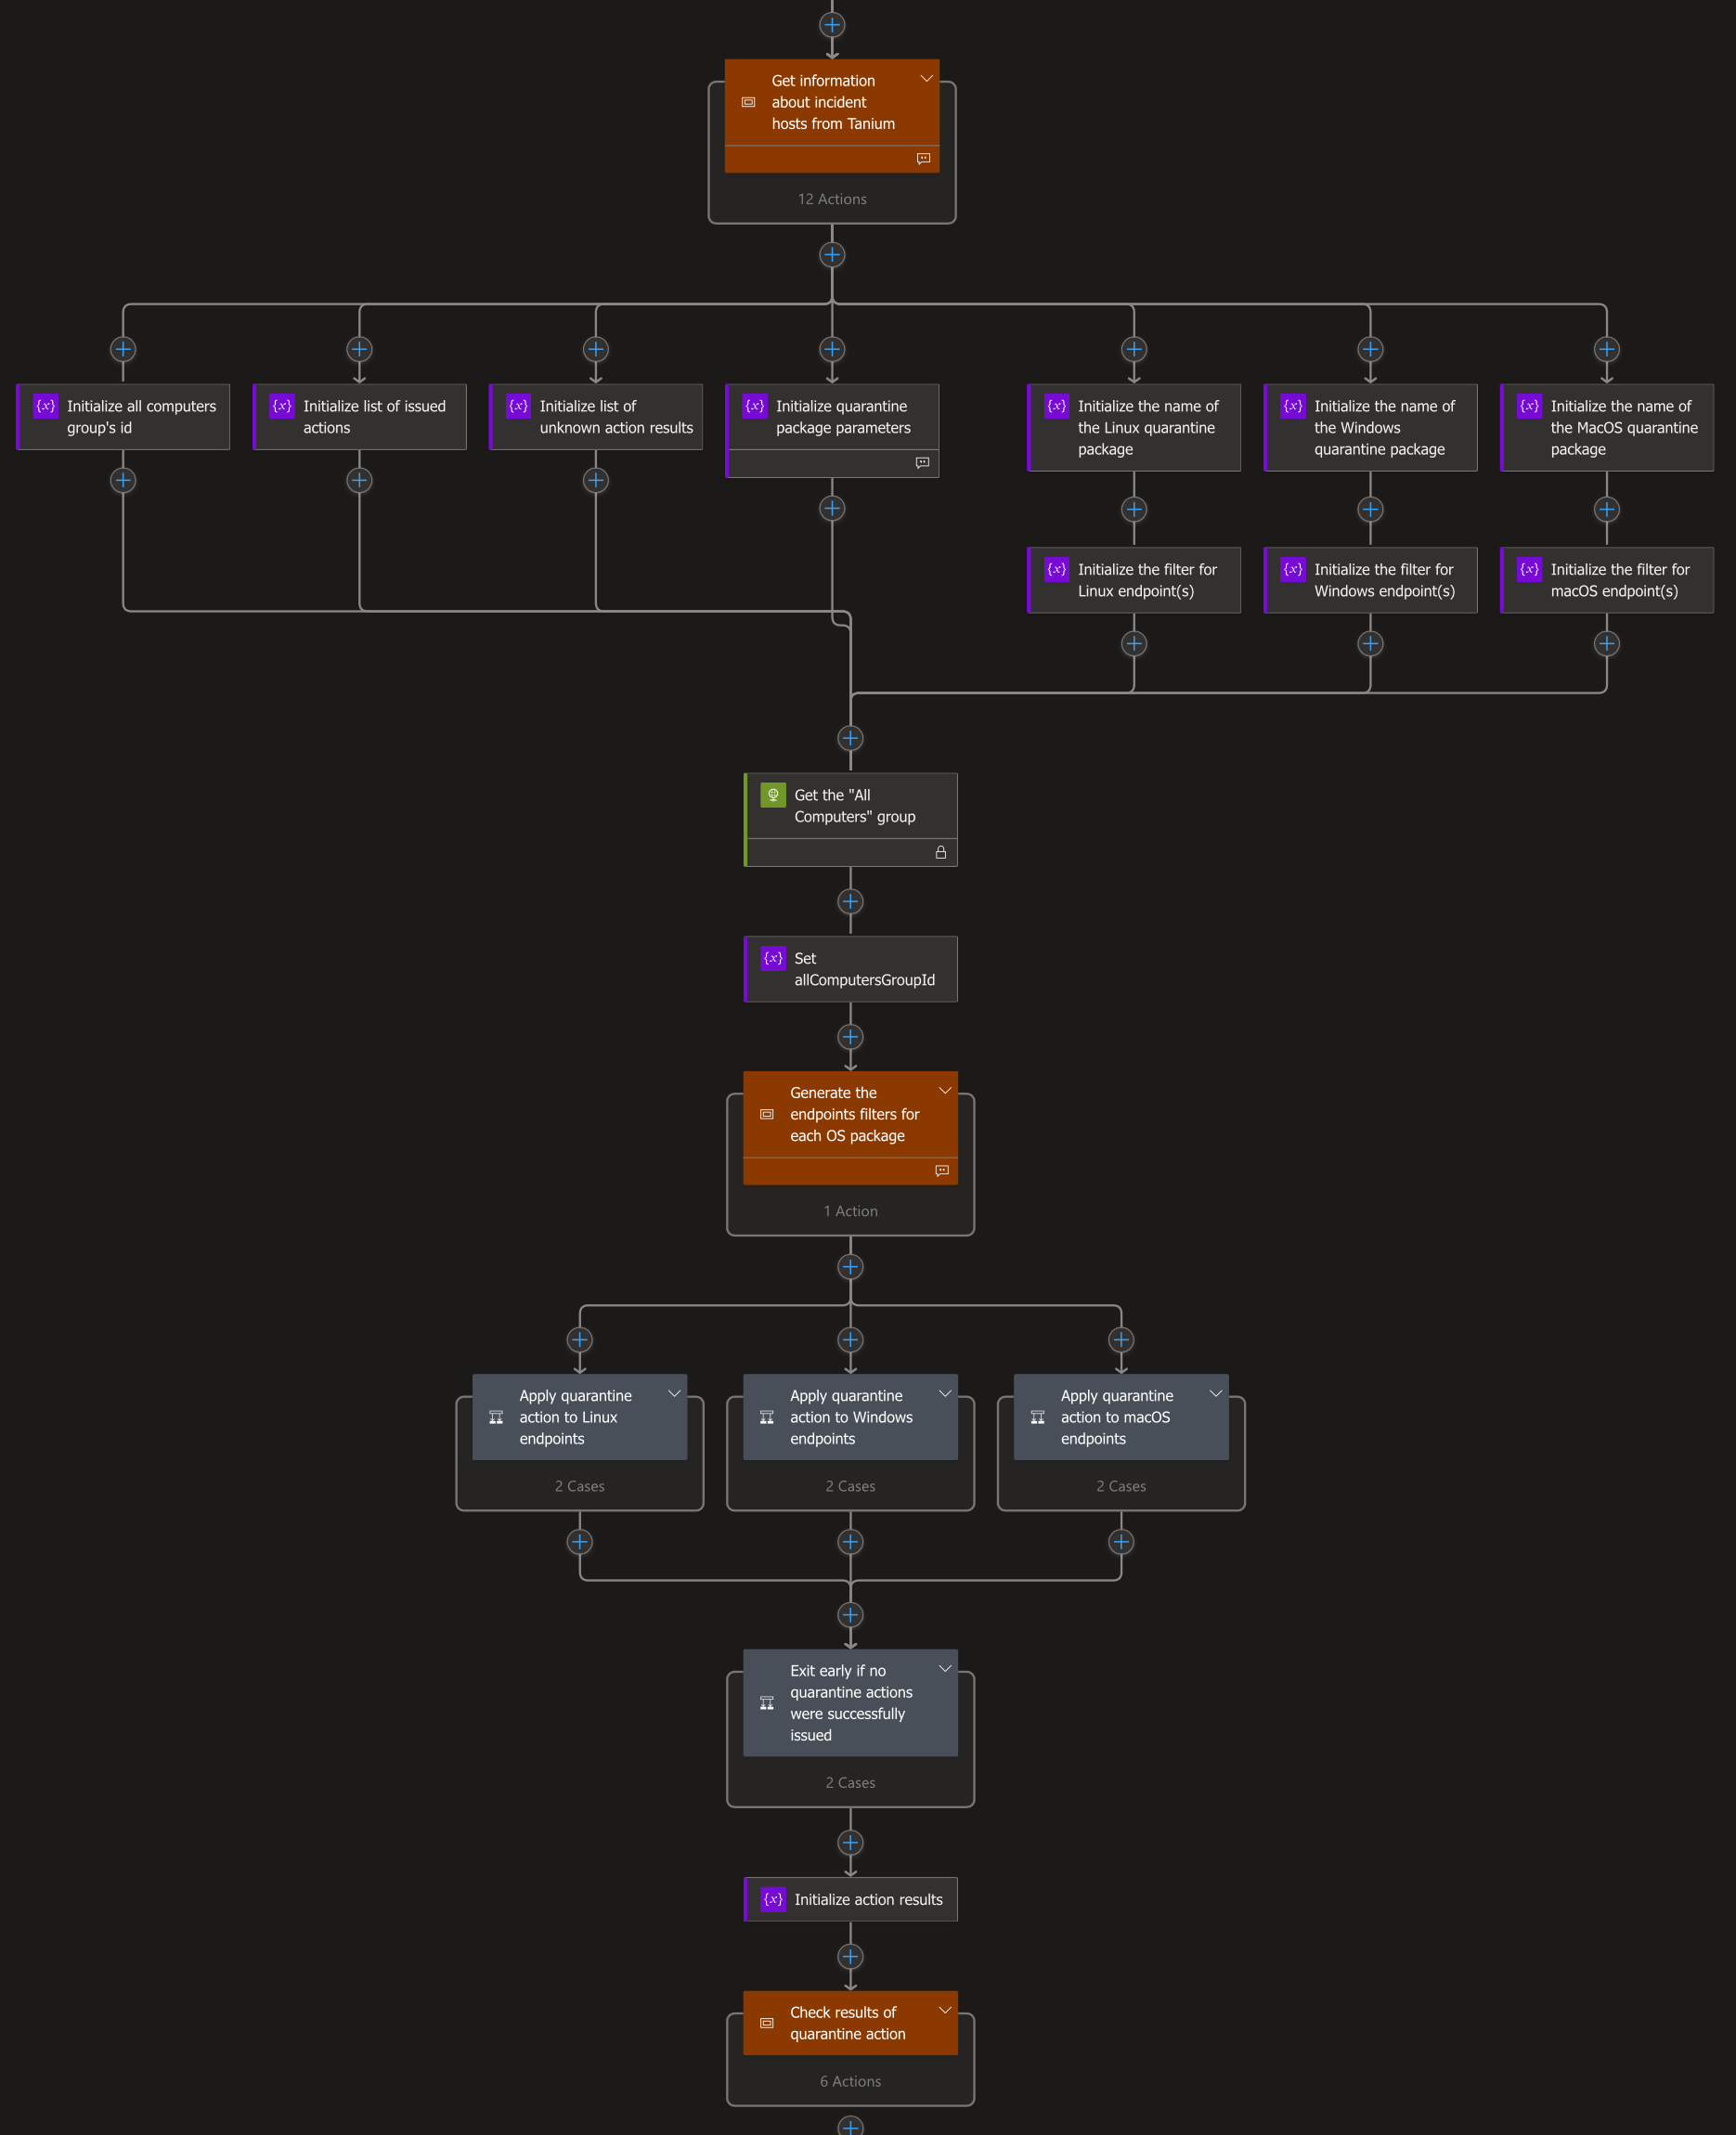 Get information
about incident
hosts from Tanium
12 Actions
{x} Initialize all computers
group's id
{x} Initialize list of issued
actions
{x} Initialize list of
unknown action results
{x} Initialize quarantine
package parameters
{x} Initialize the name of
the Linux quarantine
package
{x} Initialize the name of
the Windows
quarantine package
{x} Initialize the name of
the MacOS quarantine
package
{x} Initialize the filter for
Linux endpoint(s)
{x} Initialize the filter for
Windows endpoint(s)
{x} Initialize the filter for
macOS endpoint(s)
Get the "All
Computers" group
{x} Set
allComputersGroupId
Generate the
endpoints filters for
each OS package
1 Action
Apply quarantine
action to Linux
endpoints
2 Cases
Apply quarantine
action to Windows
endpoints
2 Cases
Apply quarantine
action to macOS
endpoints
2 Cases
Exit early if no
quarantine actions
were successfully
issued
2 Cases
{x} Initialize action results
Check results of
quarantine action
6 Actions